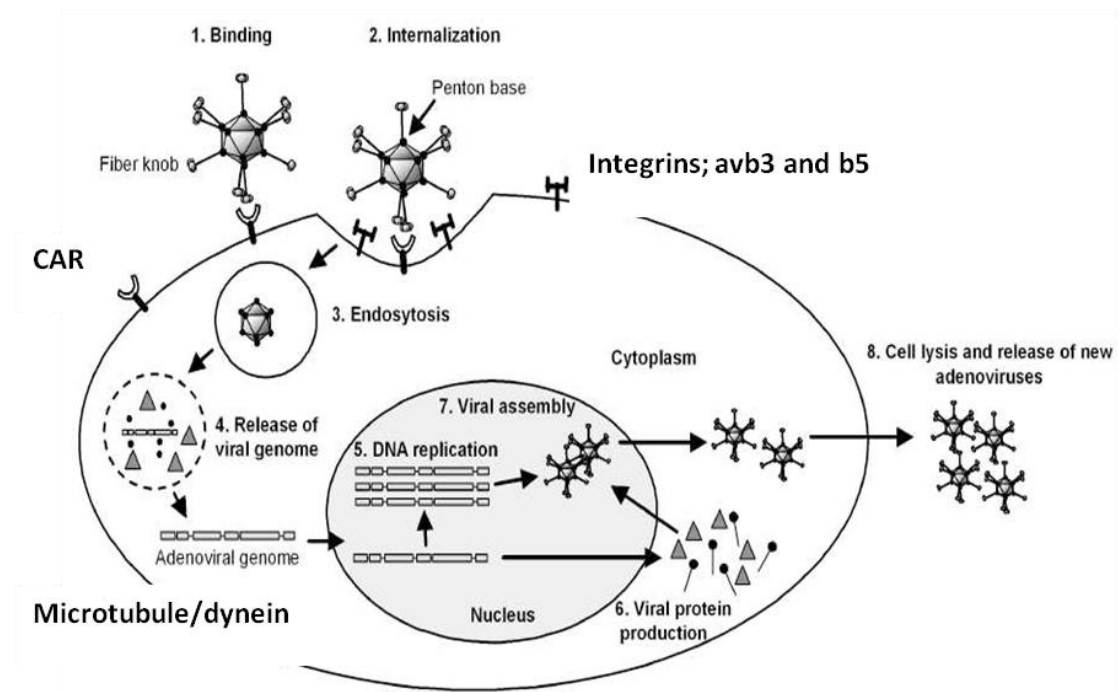 1. Binding
2. Internalization
Penton base
Fiber knob
Integrins; avb3 and b5
CAR
3. Endosytosis
Cytoplasm
8. Cell lysis and release of new
adenoviruses
7. Viral assembly
4. Release of
viral genome
5. DNA replication
Adenoviral genome
Microtubule/dynein
Nucleus
6. Viral protein
production